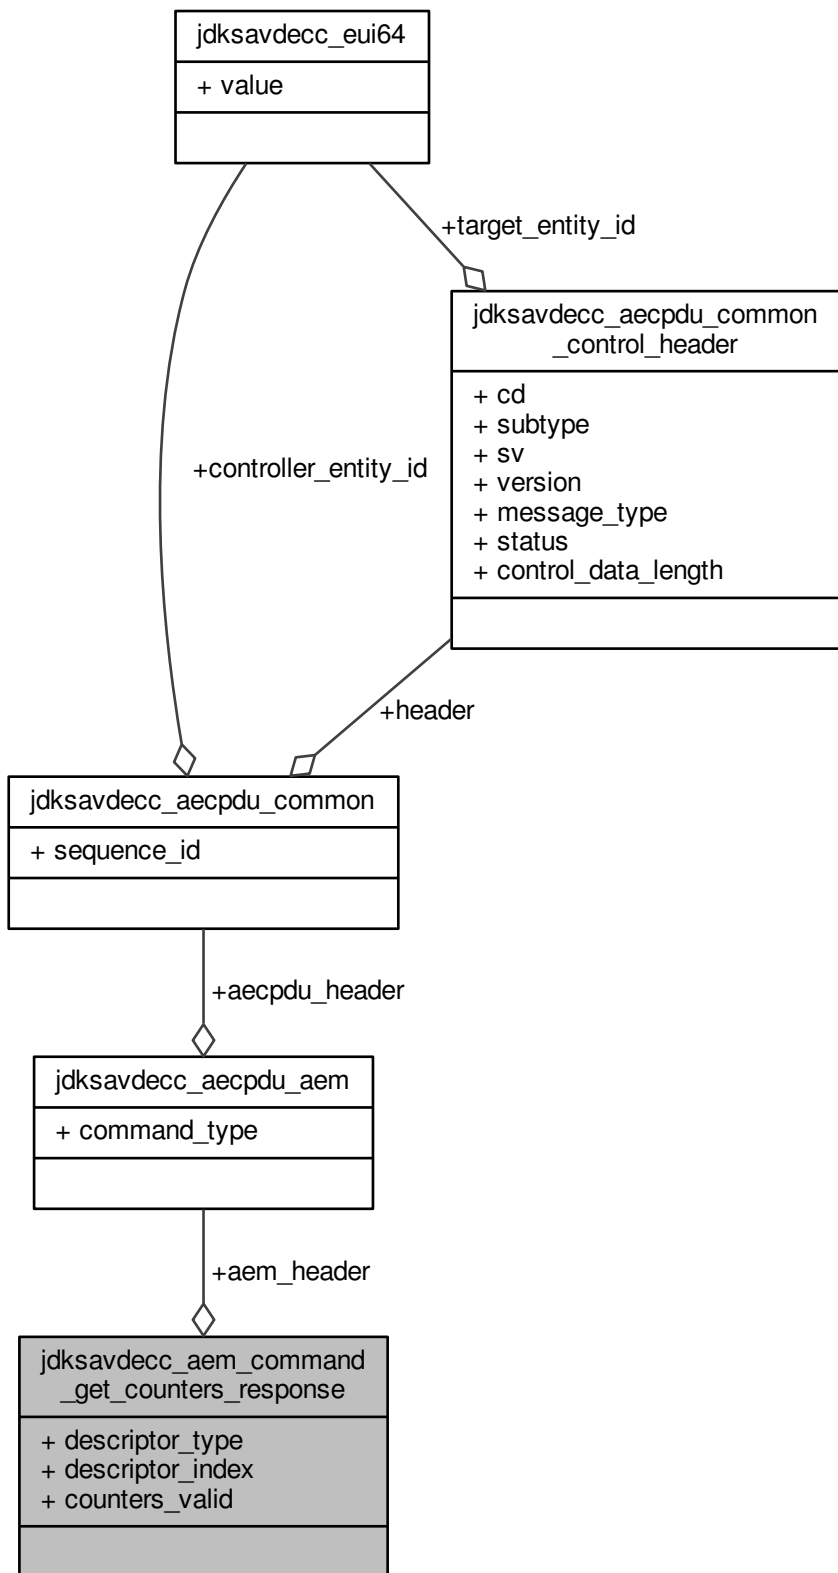 jdksavdecc_eui64
+ value
+target_entity_id
jdksavdecc_aecpdu_common
_control_header
+ cd
+ subtype
+ sv
+ version
+ message_type
+ status
+ control_data_length
+controller_entity_id
+header
jdksavdecc_aecpdu_common
+ sequence_id
+aecpdu_header
jdksavdecc_aecpdu_aem
+ command_type
+aem_header
jdksavdecc_aem_command
_get_counters_response
+ descriptor_type
+ descriptor_index
+ counters_valid